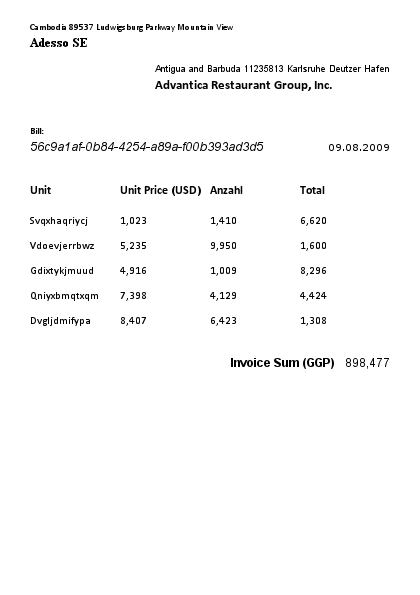 Cambodia 89537 Ludwigsburg Parkway Mountain View
Adesso SE
Antigua and Barbuda 11235813 Karlsruhe Deutzer Hafen
Advantica Restaurant Group, Inc.
Bill:
56c9a1af-0b84-4254-a89a-f00b393ad3d5 09.08.2009
Unit Unit Price (USD) Anzahl Total
Svqxhaqriycj 1,023 1,410 6,620
Vdoevjerrbwz 5,235 9,950 1,600
Gdixtykjmuud 4,916 1,009 8,296
Qniyxbmqtxqm 7,398 4,129 4,424
Dvgljdmifypa 8,407 6,423 1,308
Invoice Sum (GGP) 898,477